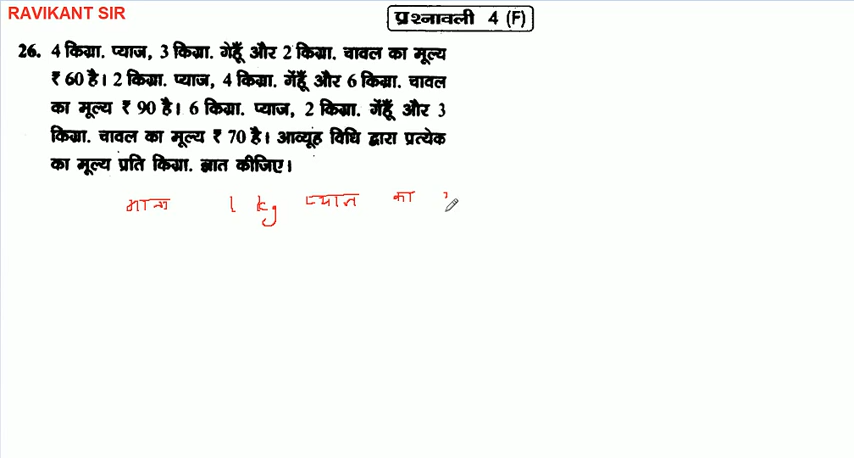 RAVIKANT SIR
प्रश्नावली 4 (F)
26. 4 किग्रा. प्याज, 3 किग्रा. गेहूँ और 2 किग्रा. चावल का मूल्य
₹ 60 है। 2 किग्रा. प्याज, 4 किग्रा. गेंहूँ और 6 किग्रा. चावल
का मूल्य ₹ 90 है। 6 किग्रा. प्याज, 2 किग्रा. गेंहूँ और 3
किग्रा. चावल का मूल्य ₹ 70 है। आव्यूह विधि द्वारा प्रत्येक
का मूल्य प्रति किग्रा. ज्ञात कीजिए।
माना 1 kg प्याज का